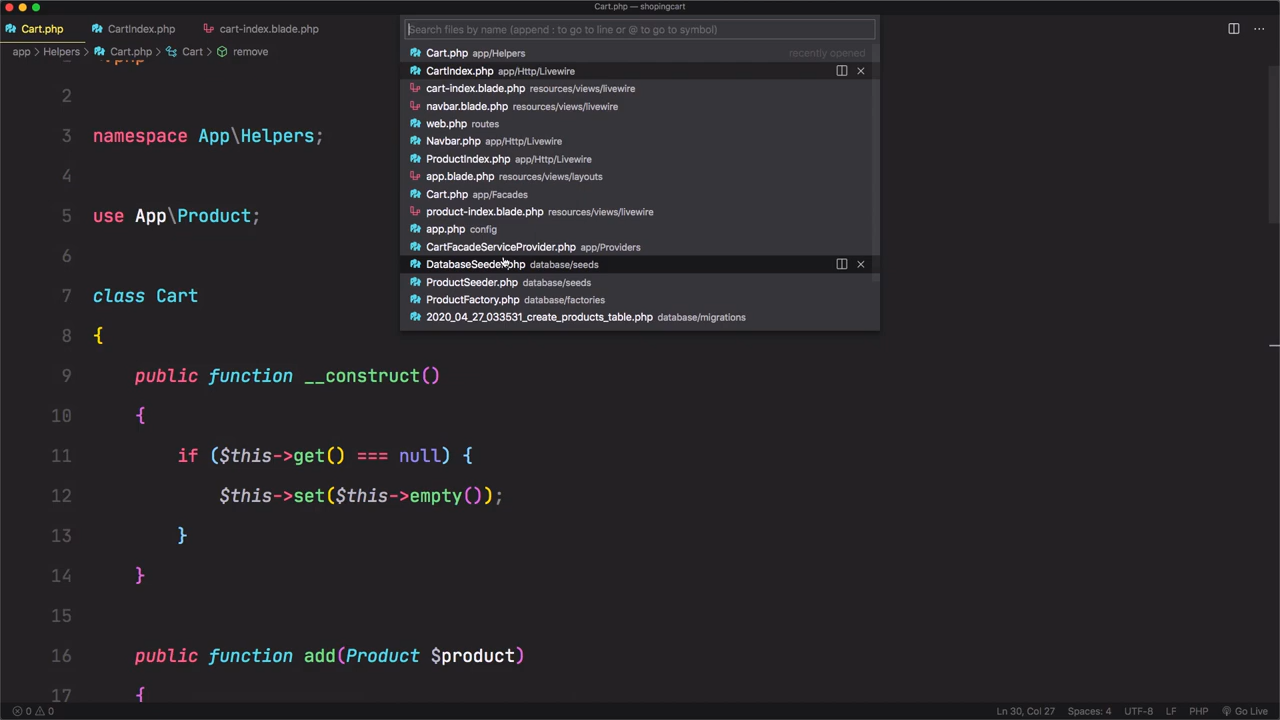 Cart.php — shopingcart
Cart.php CartIndex.php cart-index.blade.php
Search files by name (append : to go to line or @ to go to symbol)
app > Helpers > Cart.php > Cart > remove
Cart.php app/Helpers recently opened
CartIndex.php app/Http/Livewire
cart-index.blade.php resources/views/livewire
navbar.blade.php resources/views/livewire
web.php routes
Navbar.php app/Http/Livewire
ProductIndex.php app/Http/Livewire
app.blade.php resources/views/layouts
Cart.php app/Facades
product-index.blade.php resources/views/livewire
app.php config
CartFacadeServiceProvider.php app/Providers
DatabaseSeeder.php database/seeds
ProductSeeder.php database/seeds
ProductFactory.php database/factories
2020_04_27_033531_create_products_table.php database/migrations
2
3 namespace App\Helpers;
4
5 use App\Product;
6
7 class Cart
8 {
9 public function __construct()
10 {
11 if ($this->get() === null) {
12 $this->set($this->empty());
13 }
14 }
15
16 public function add(Product $product)
17 {
0 0 Ln 30, Col 27 Spaces: 4 UTF-8 LF PHP Go Live